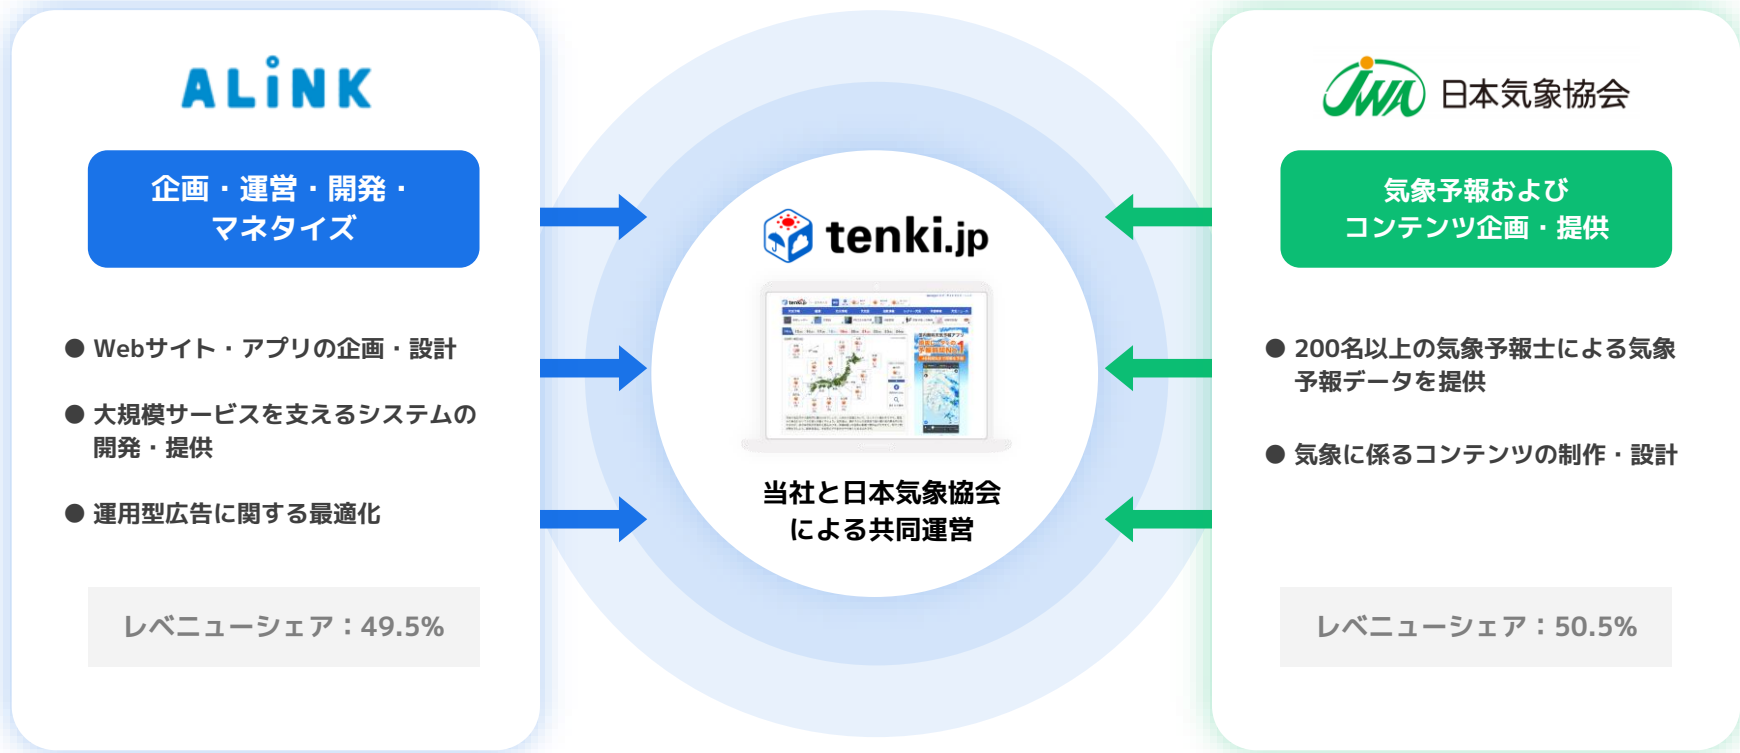 ALiNK
企画・運営・開発・
マネタイズ
● Webサイト・アプリの企画・設計
● 大規模サービスを支えるシステムの
開発・提供
● 運用型広告に関する最適化
レベニューシェア：49.5%
tenki.jp
tenki.jp
当社と日本気象協会
による共同運営
JWA 日本気象協会
気象予報および
コンテンツ企画・提供
● 200名以上の気象予報士による気象
予報データを提供
● 気象に係るコンテンツの制作・設計
レベニューシェア：50.5%